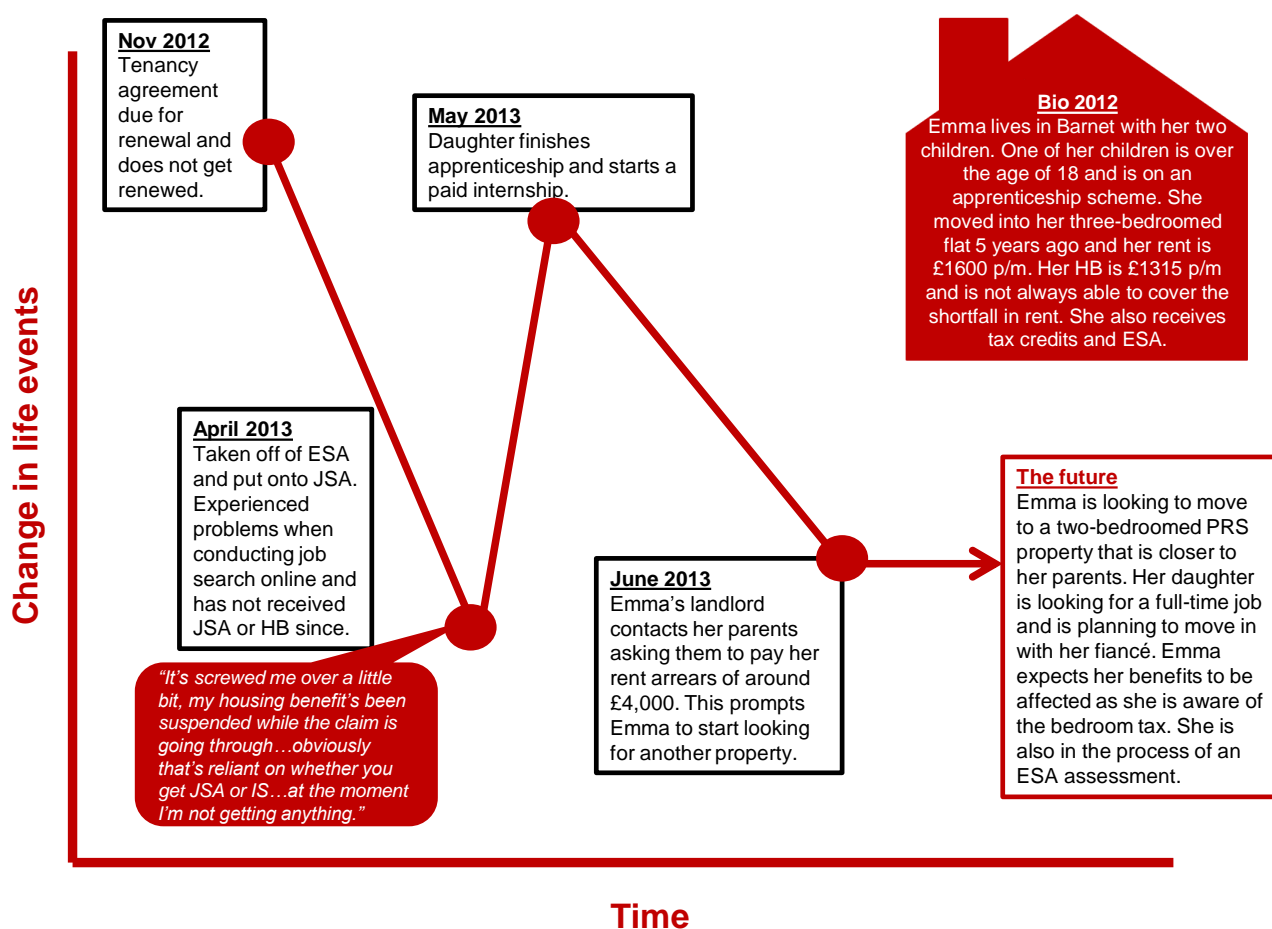 Nov 2012
Tenancy
agreement
due for
renewal and
does not get
renewed.
May 2013
Daughter finishes
apprenticeship and starts a
paid internship.
Bio 2012
Emma lives in Barnet with her two
children. One of her children is over
the age of 18 and is on an
apprenticeship scheme. She
moved into her three-bedroomed
flat 5 years ago and her rent is
£1600 p/m. Her HB is £1315 p/m
and is not always able to cover the
shortfall in rent. She also receives
tax credits and ESA.
Change in life events
April 2013
Taken off of ESA
and put onto JSA.
Experienced
problems when
conducting job
search online and
has not received
JSA or HB since.
“It’s screwed me over a little
bit, my housing benefit’s been
suspended while the claim is
going through…obviously
that’s reliant on whether you
get JSA or IS…at the moment
I’m not getting anything.”
June 2013
Emma’s landlord
contacts her parents
asking them to pay her
rent arrears of around
£4,000. This prompts
Emma to start looking
for another property.
The future
Emma is looking to move
to a two-bedroomed PRS
property that is closer to
her parents. Her daughter
is looking for a full-time job
and is planning to move in
with her fiancé. Emma
expects her benefits to be
affected as she is aware of
the bedroom tax. She is
also in the process of an
ESA assessment.
Time